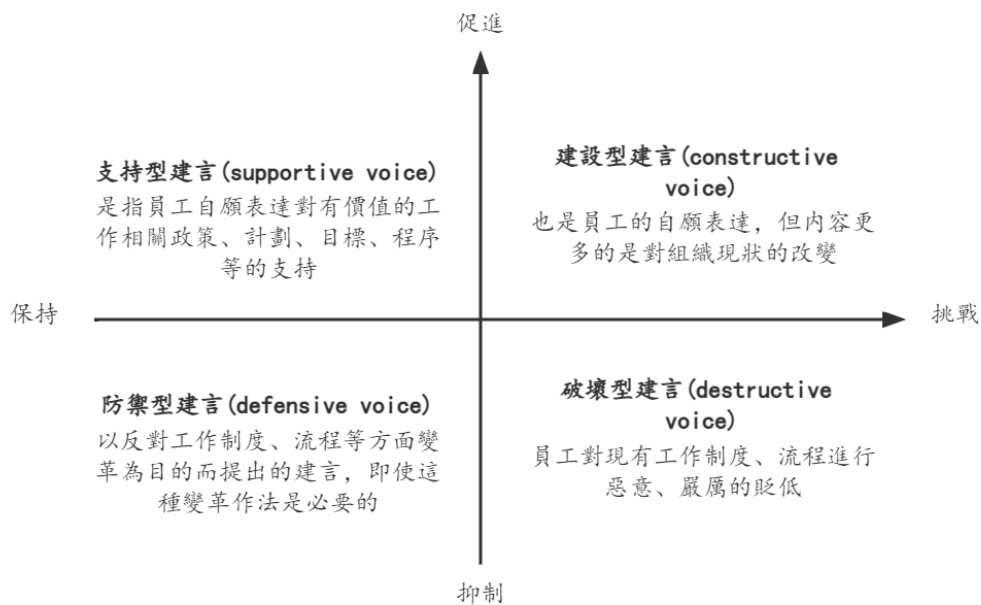 促進
支持型建言(supportive voice)
是指員工自願表達對有價值的工
作相關政策、計劃、目標、程序
等的支持
建設型建言(constructive
voice)
也是員工的自願表達，但內容更
多的是對組織現狀的改變
保持
挑戰
防禦型建言(defensive voice)
以反對工作制度、流程等方面變
革為目的而提出的建言，即使這
種變革作法是必要的
破壞型建言(destructive
voice)
員工對現有工作制度、流程進行
惡意、嚴厲的貶低
抑制